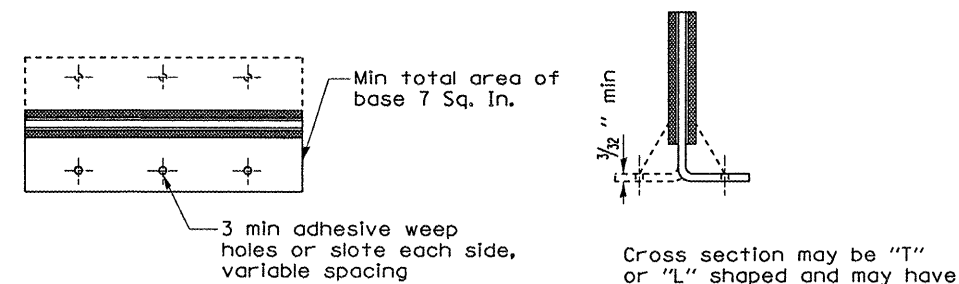 Min total area of
base 7 Sq. In.
3 min adhesive weep
holes or slote each side,
variable spacing
3/32 " min
Cross section may be "T"
or "L" shaped and may have